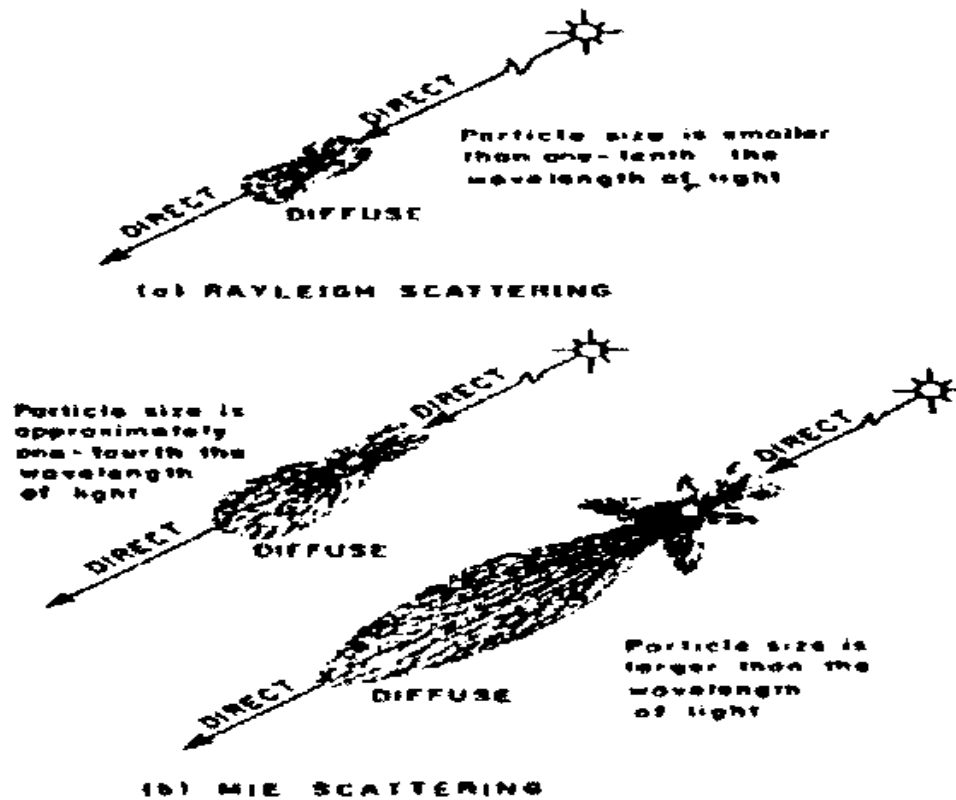 DIRECT
Particle size is smaller
than one-tenth the
wavelength of light
DIRECT
DIFFUSE
(a) RAYLEIGH SCATTERING
DIRECT
Particle size is
approximately
one-fourth the
wavelength
of light
DIRECT
DIFFUSE
DIRECT
Particle size is
larger than the
wavelength
of light
DIRECT
DIFFUSE
(b) MIE SCATTERING